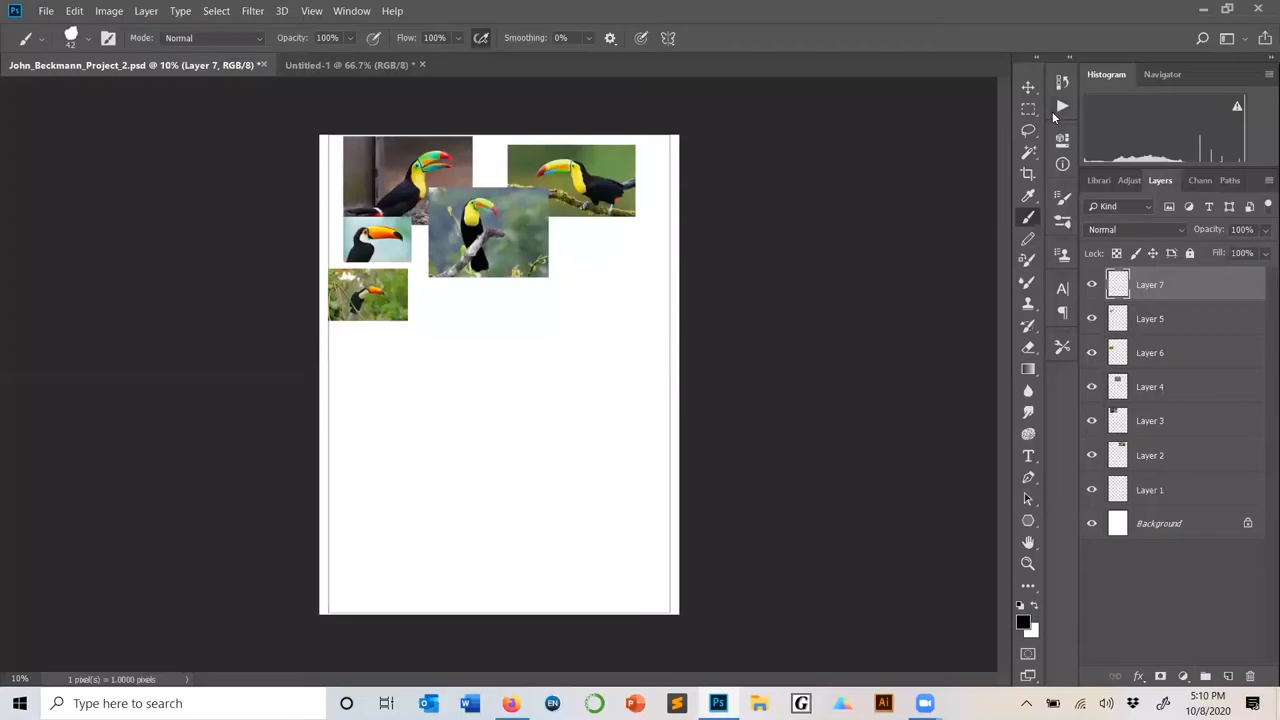 Ps File Edit Image Layer Type Select Filter 3D View Window Help
42 Mode: Normal Opacity: 100% Flow: 100% Smoothing: 0%
John_Beckmann_Project_2.psd @ 10% (Layer 7, RGB/8) * Untitled-1 @ 66.7% (RGB/8) *
Histogram Navigator
Librari Adjust Layers Chann Paths
Kind
Normal Opacity: 100%
Lock: Fill: 100%
Layer 7
Layer 5
Layer 6
Layer 4
Layer 3
Layer 2
Layer 1
Background
10% 1 pixel(s) = 1.0000 pixels
Type here to search
5:10 PM
10/8/2020